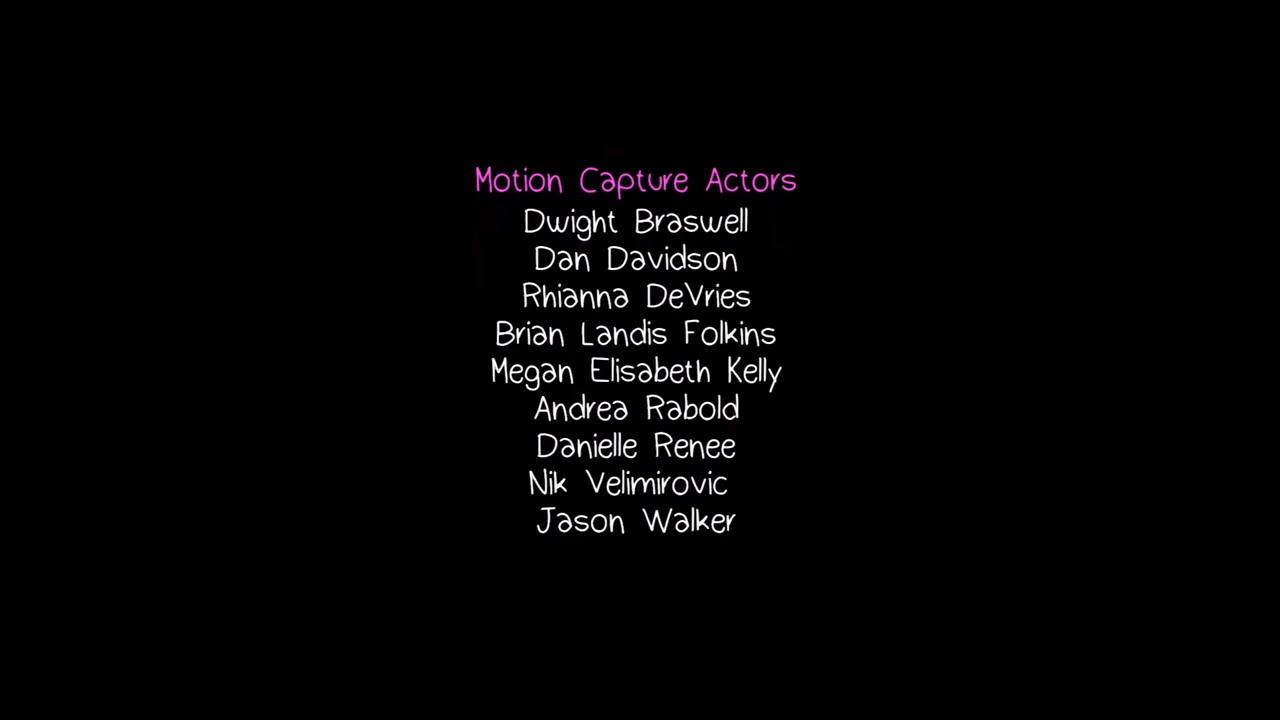 Motion Capture Actors
Dwight Braswell
Dan Davidson
Rhianna DeVries
Brian Landis Folkins
Megan Elisabeth Kelly
Andrea Rabold
Danielle Renee
Nik Velimirovic
Jason Walker